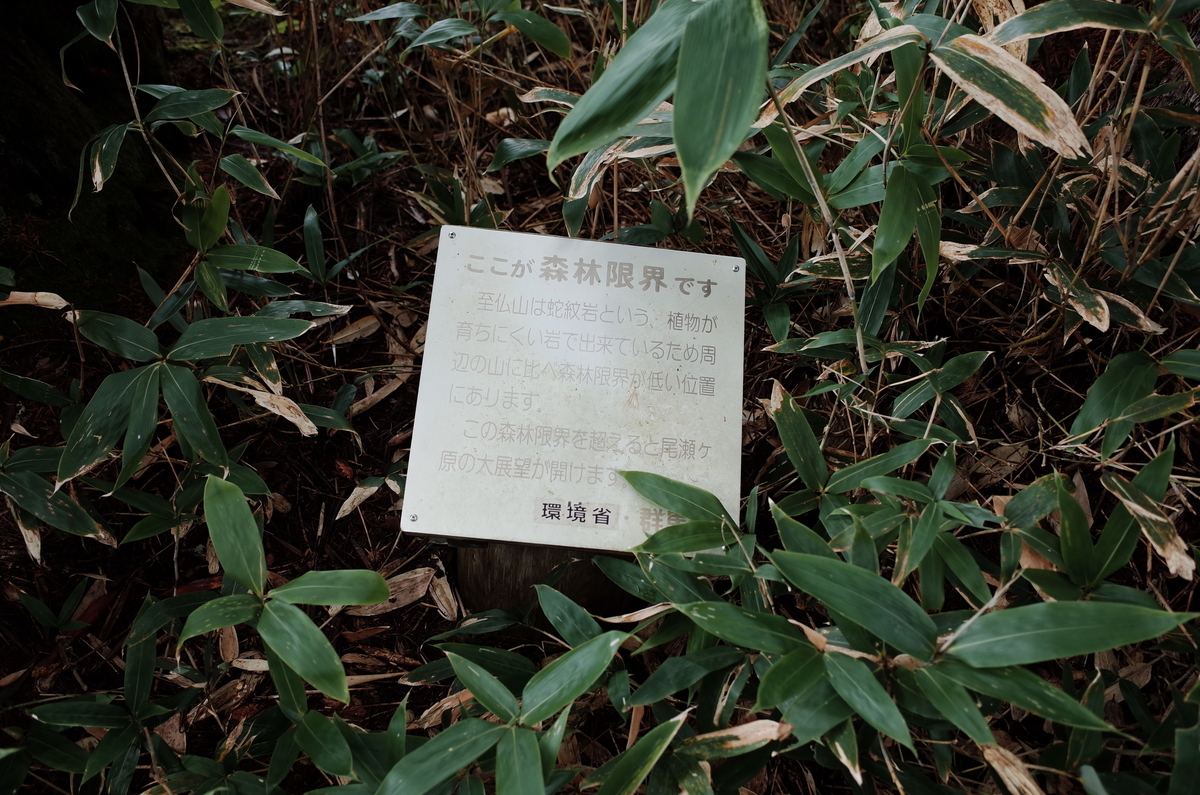 ここが森林限界です
至仏山は蛇紋岩という、植物が
育ちにくい岩で出来ているため周
辺の山に比べ森林限界が低い位置
にあります
この森林限界を超えると尾瀬ヶ
原の大展望が開けます
環境省 群